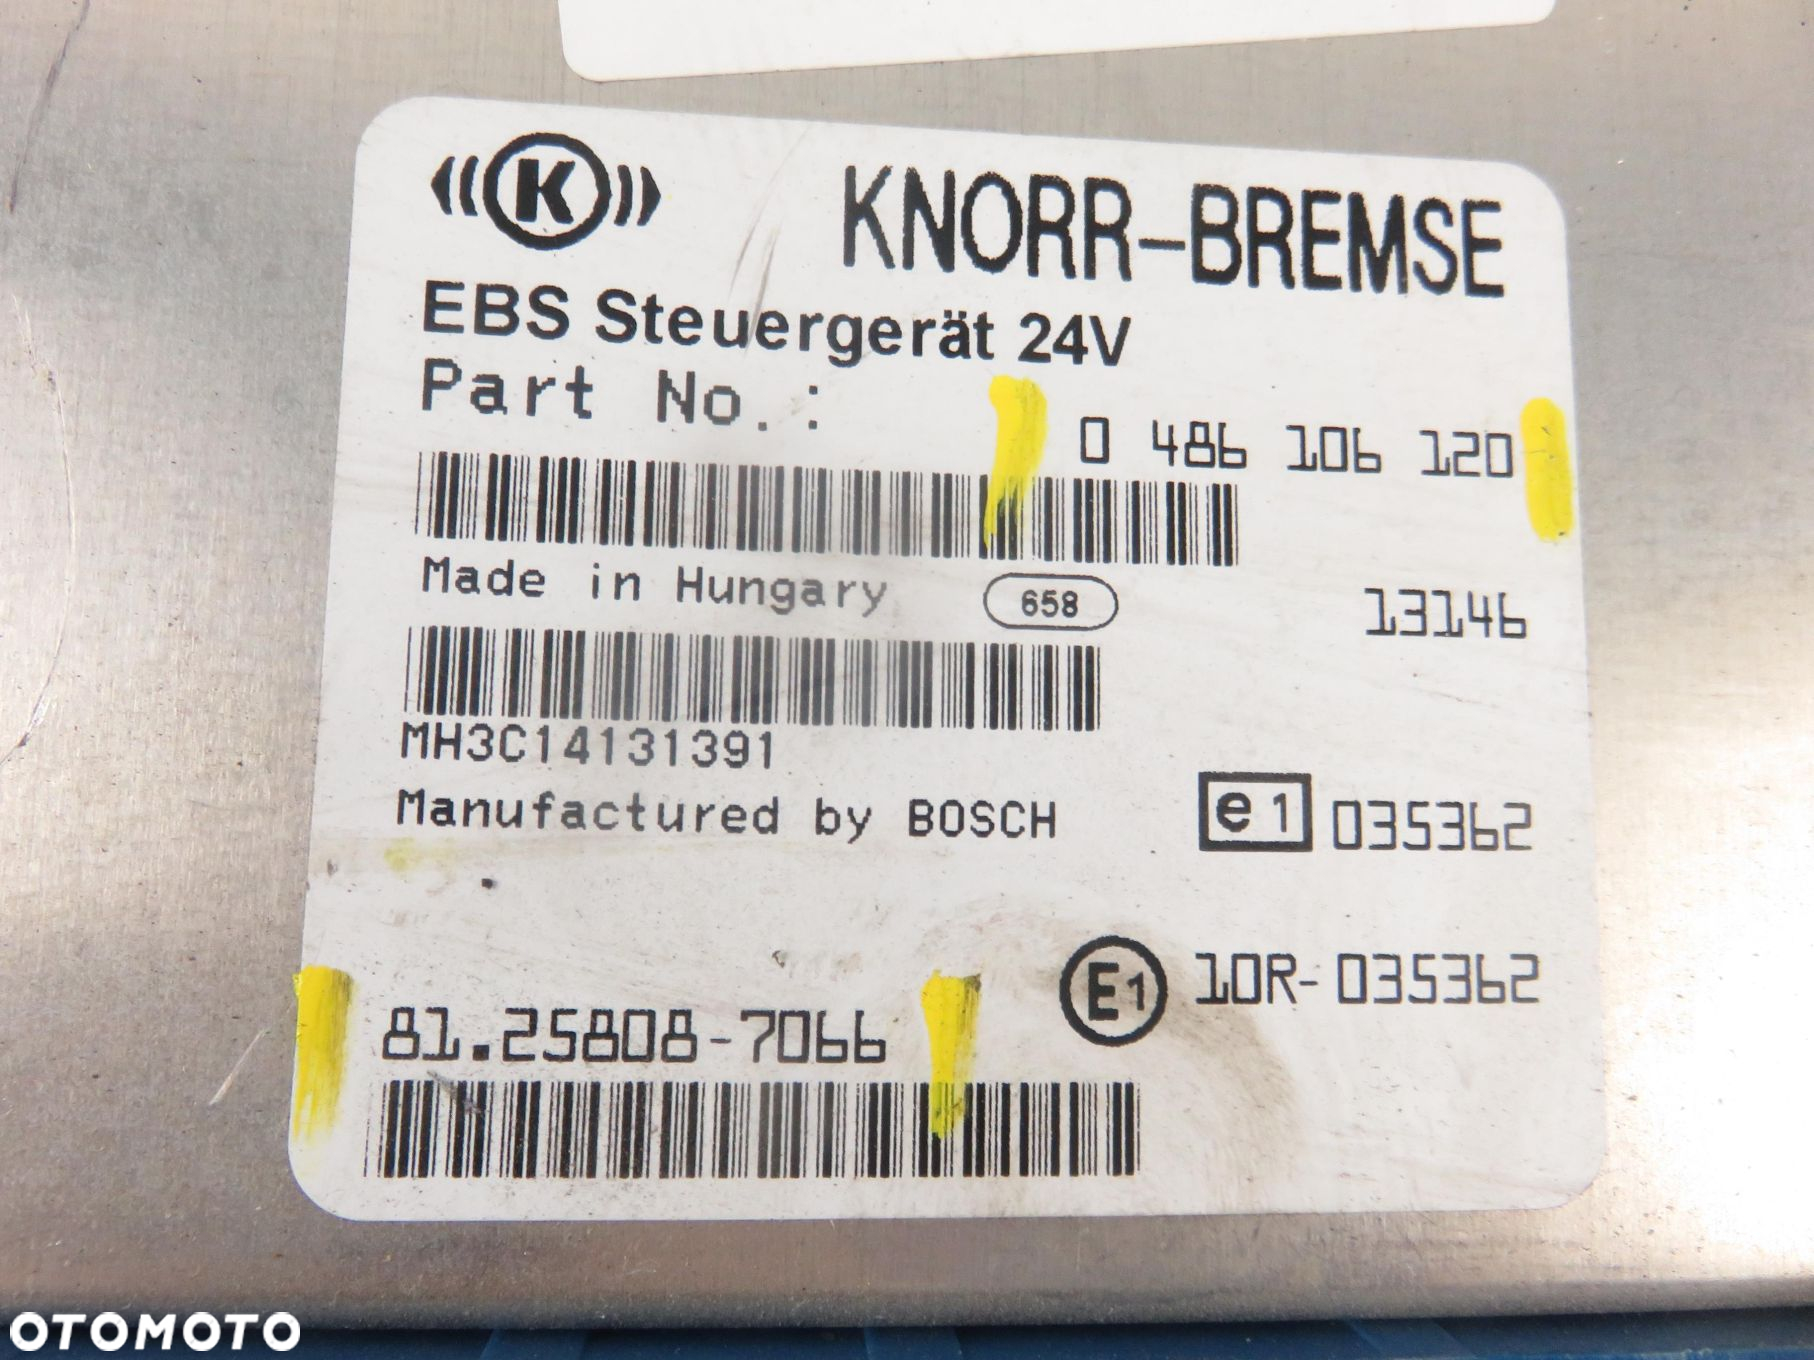 K
KNORR-BREMSE
EBS Steuergerät 24V
Part No.:
0 486 106 120
Made in Hungary
658
13146
MH3C14131391
Manufactured by BOSCH
e1 035362
E1 10R-035362
81.25808-7066
OTOMOTO